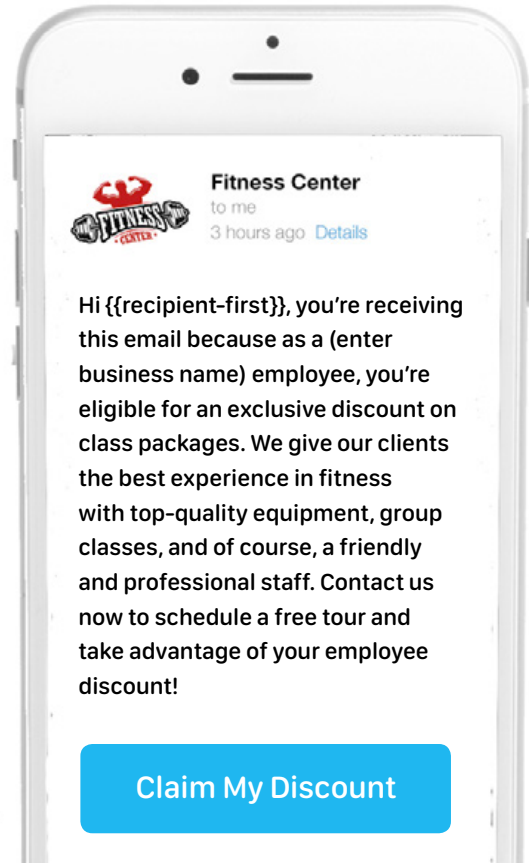 FITNESS
CENTER
Fitness Center
to me
3 hours ago Details
Hi {{recipient-first}}, you’re receiving
this email because as a (enter
business name) employee, you’re
eligible for an exclusive discount on
class packages. We give our clients
the best experience in fitness
with top-quality equipment, group
classes, and of course, a friendly
and professional staff. Contact us
now to schedule a free tour and
take advantage of your employee
discount!
Claim My Discount